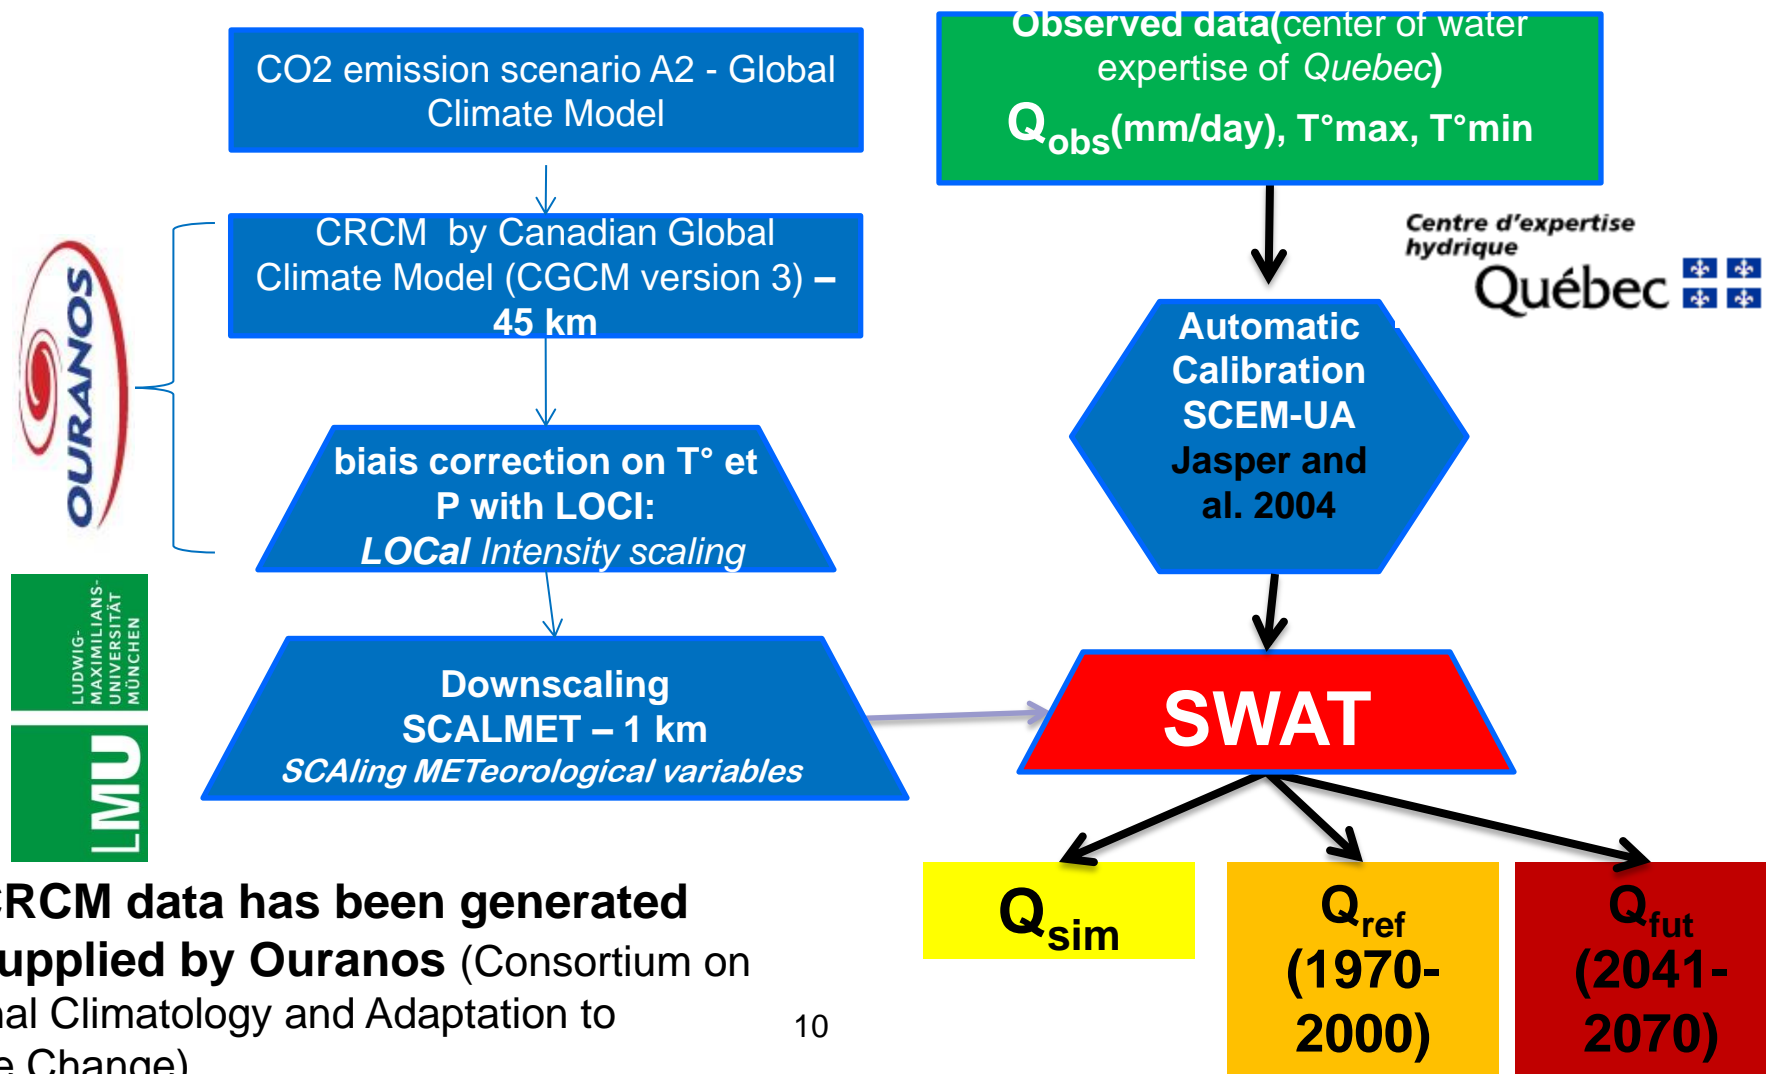 CO2 emission scenario A2 - Global
Climate Model
CRCM by Canadian Global
Climate Model (CGCM version 3) –
45 km
biais correction on T° et
P with LOCI:
LOCal Intensity scaling
Downscaling
SCALMET – 1 km
SCAling METeorological variables
OURANOS
LUDWIG-
MAXIMILIANS-
UNIVERSITÄT
MÜNCHEN
LMU
Observed data(center of water
expertise of Quebec)
Qobs(mm/day), T°max, T°min
Centre d'expertise
hydrique
Québec
Automatic
Calibration
SCEM-UA
Jasper and
al. 2004
SWAT
Qsim
Qref
(1970-
2000)
Qfut
(2041-
2070)
CRCM data has been generated
supplied by Ouranos (Consortium on
nal Climatology and Adaptation to
e Change)
10